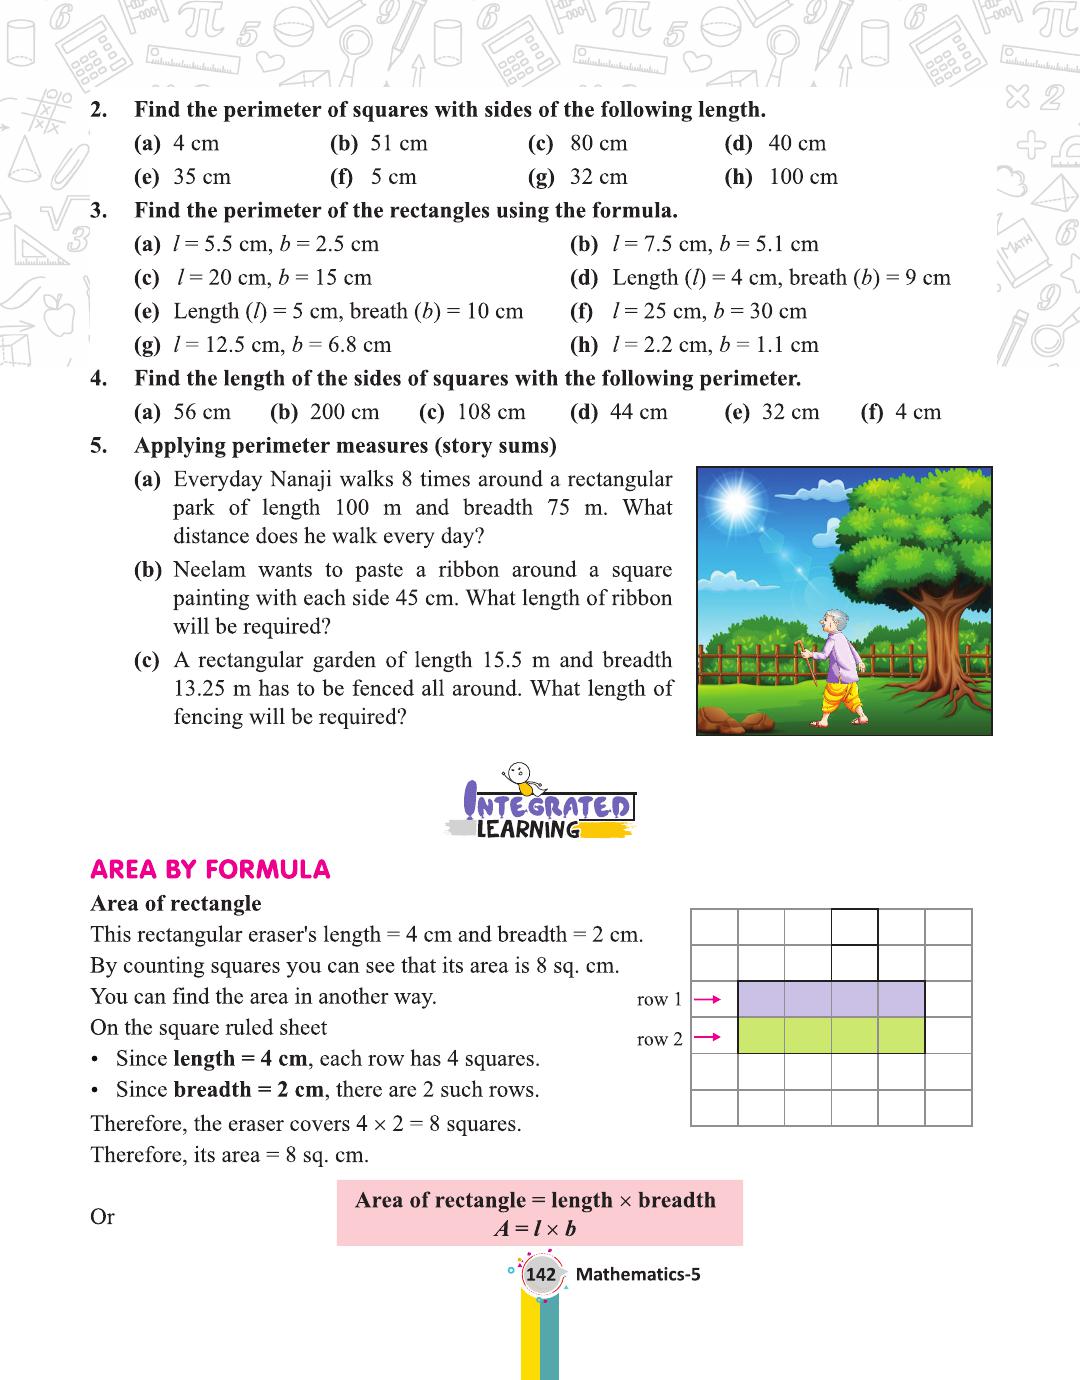 2. Find the perimeter of squares with sides of the following length.
(a) 4 cm (b) 51 cm (c) 80 cm (d) 40 cm
(e) 35 cm (f) 5 cm (g) 32 cm (h) 100 cm
3. Find the perimeter of the rectangles using the formula.
(a) l = 5.5 cm, b = 2.5 cm (b) l = 7.5 cm, b = 5.1 cm
(c) l = 20 cm, b = 15 cm (d) Length (l) = 4 cm, breath (b) = 9 cm
(e) Length (l) = 5 cm, breath (b) = 10 cm (f) l = 25 cm, b = 30 cm
(g) l = 12.5 cm, b = 6.8 cm (h) l = 2.2 cm, b = 1.1 cm
4. Find the length of the sides of squares with the following perimeter.
(a) 56 cm (b) 200 cm (c) 108 cm (d) 44 cm (e) 32 cm (f) 4 cm
5. Applying perimeter measures (story sums)
(a) Everyday Nanaji walks 8 times around a rectangular
park of length 100 m and breadth 75 m. What
distance does he walk every day?
(b) Neelam wants to paste a ribbon around a square
painting with each side 45 cm. What length of ribbon
will be required?
(c) A rectangular garden of length 15.5 m and breadth
13.25 m has to be fenced all around. What length of
fencing will be required?
INTEGRATED
LEARNING
AREA BY FORMULA
Area of rectangle
This rectangular eraser's length = 4 cm and breadth = 2 cm.
By counting squares you can see that its area is 8 sq. cm.
You can find the area in another way.
row 1
On the square ruled sheet
row 2
• Since length = 4 cm, each row has 4 squares.
• Since breadth = 2 cm, there are 2 such rows.
Therefore, the eraser covers 4 × 2 = 8 squares.
Therefore, its area = 8 sq. cm.
Or
Area of rectangle = length × breadth
A = l × b
142 Mathematics-5